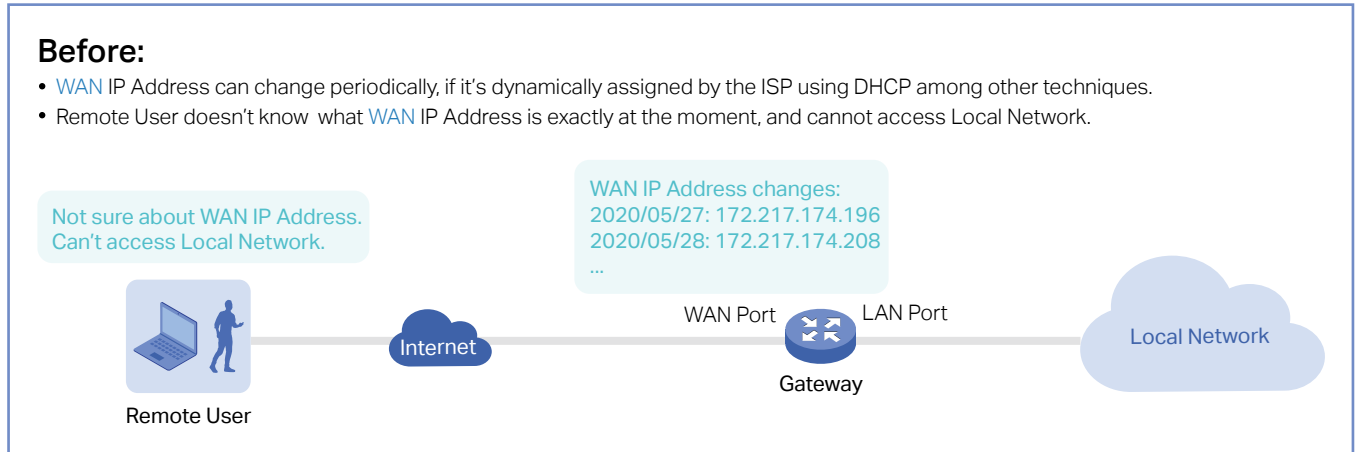 Before:
• WAN IP Address can change periodically, if it's dynamically assigned by the ISP using DHCP among other techniques.
• Remote User doesn't know what WAN IP Address is exactly at the moment, and cannot access Local Network.
Not sure about WAN IP Address.
Can't access Local Network.
WAN IP Address changes:
2020/05/27: 172.217.174.196
2020/05/28: 172.217.174.208
...
WAN Port
LAN Port
Internet
Local Network
Gateway
Remote User